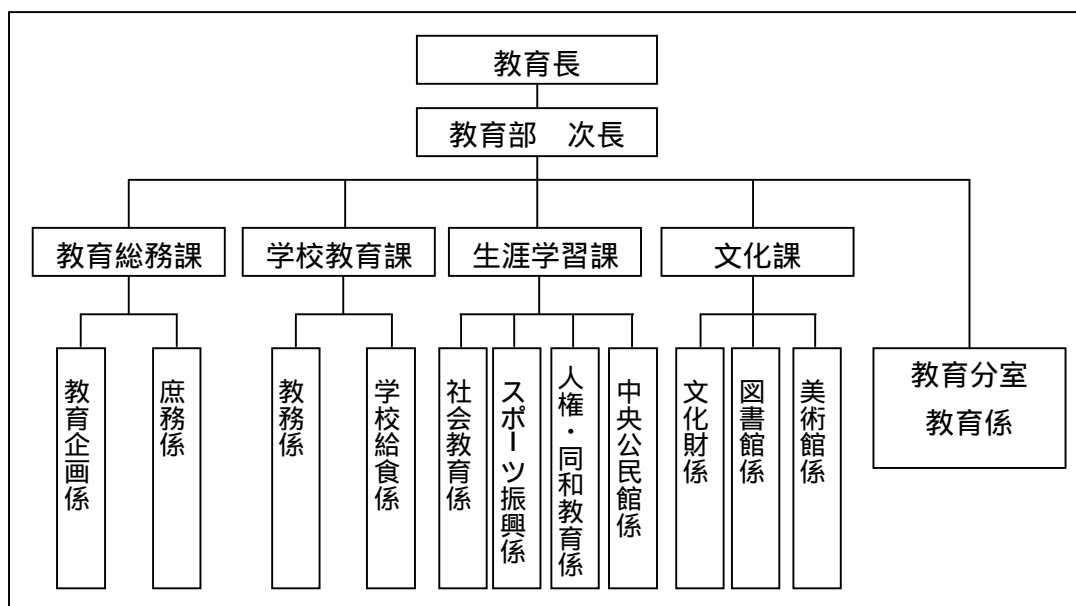 教育長
教育部　次長
教育総務課
学校教育課
生涯学習課
文化課
教育企画係
庶務係
教務係
学校給食係
社会教育係
スポーツ振興係
人権・同和教育係
中央公民館係
文化財係
図書館係
美術館係
教育分室
教育係